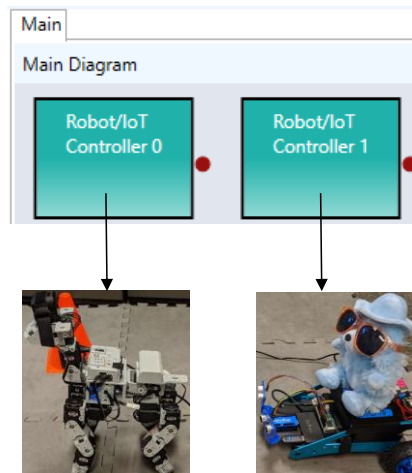 Main
Main Diagram
Robot/IoT
Controller 0
Robot/IoT
Controller 1